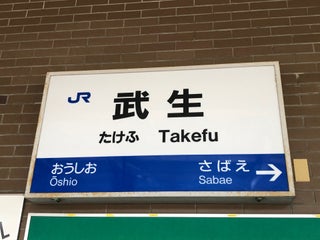 JR 武生
たけふ Takefu
おうしお さばえ
Ōshio Sabae →